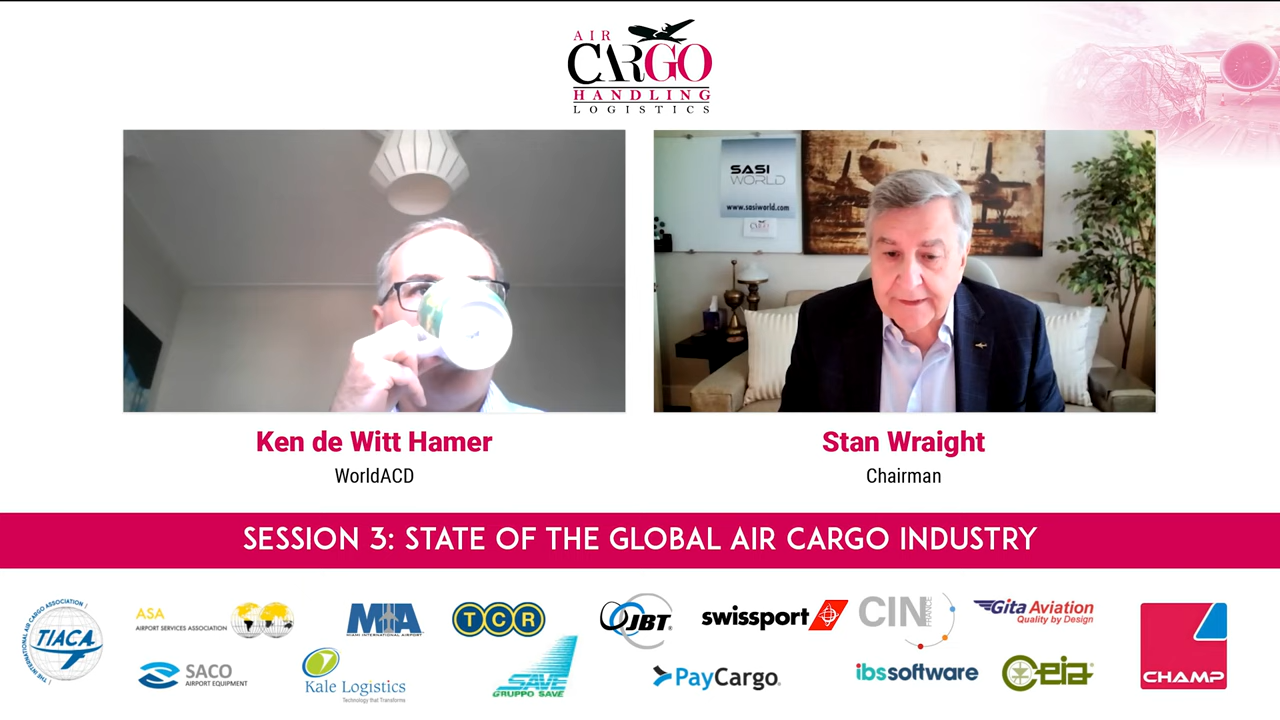 AIR
CARGO
HANDLING
LOGISTICS
SASI
WORLD
www.sasiworld.com
CARGO
Ken de Witt Hamer
WorldACD
Stan Wraight
Chairman
SESSION 3: STATE OF THE GLOBAL AIR CARGO INDUSTRY
THE INTERNATIONAL AIR CARGO ASSOCIATION
TIACA
ASA
AIRPORT SERVICES ASSOCIATION
MIA
MIAMI INTERNATIONAL AIRPORT
TCR
JBT
swissport
CIN
FRANCE
Gita Aviation
Quality by Design
CHAMP
SACO
AIRPORT EQUIPMENT
Kale Logistics
Technology that Transforms
SAVE
GRUPPO SAVE
PayCargo
ibssoftware
ceia